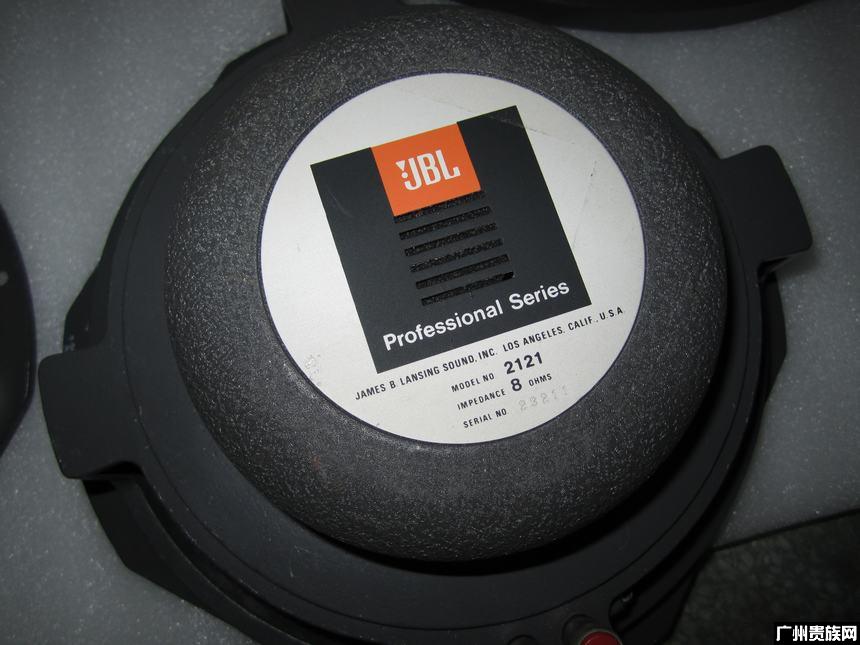 JBL
Professional Series
JAMES B LANSING SOUND, INC. LOS ANGELES. CALIF., U.S.A.
MODEL NO 2121
IMPEDANCE 8 OHMS
SERIAL NO
广州贵族网